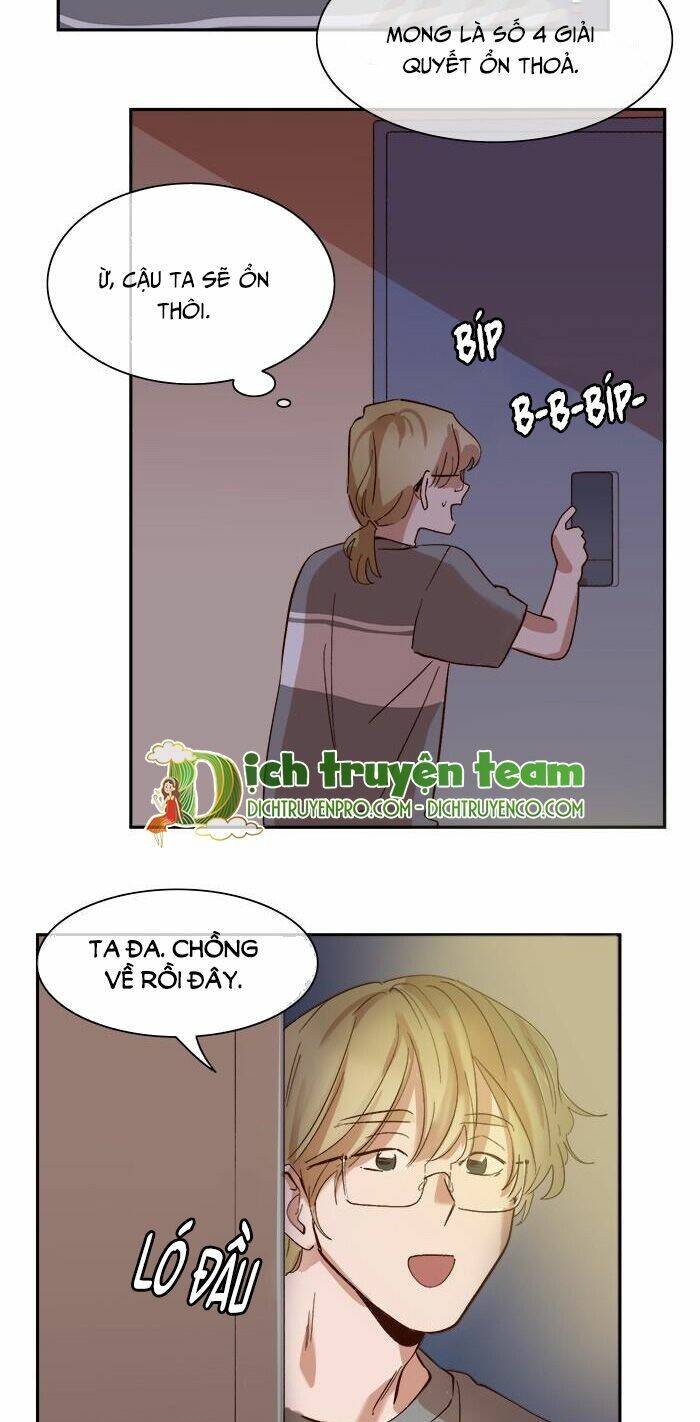 MONG LÀ SỐ 4 GIẢI
QUYẾT ỔN THOẢ.
Ừ, CẬU TA SẼ ỔN
THÔI.
BÍP
B-B-BÍP-
Dịch truyện team
DICHTRUYENPRO.COM - DICHTRUYENCO.COM
TA ĐA. CHỒNG
VỀ RỒI ĐÂY.
LÓ ĐẦU